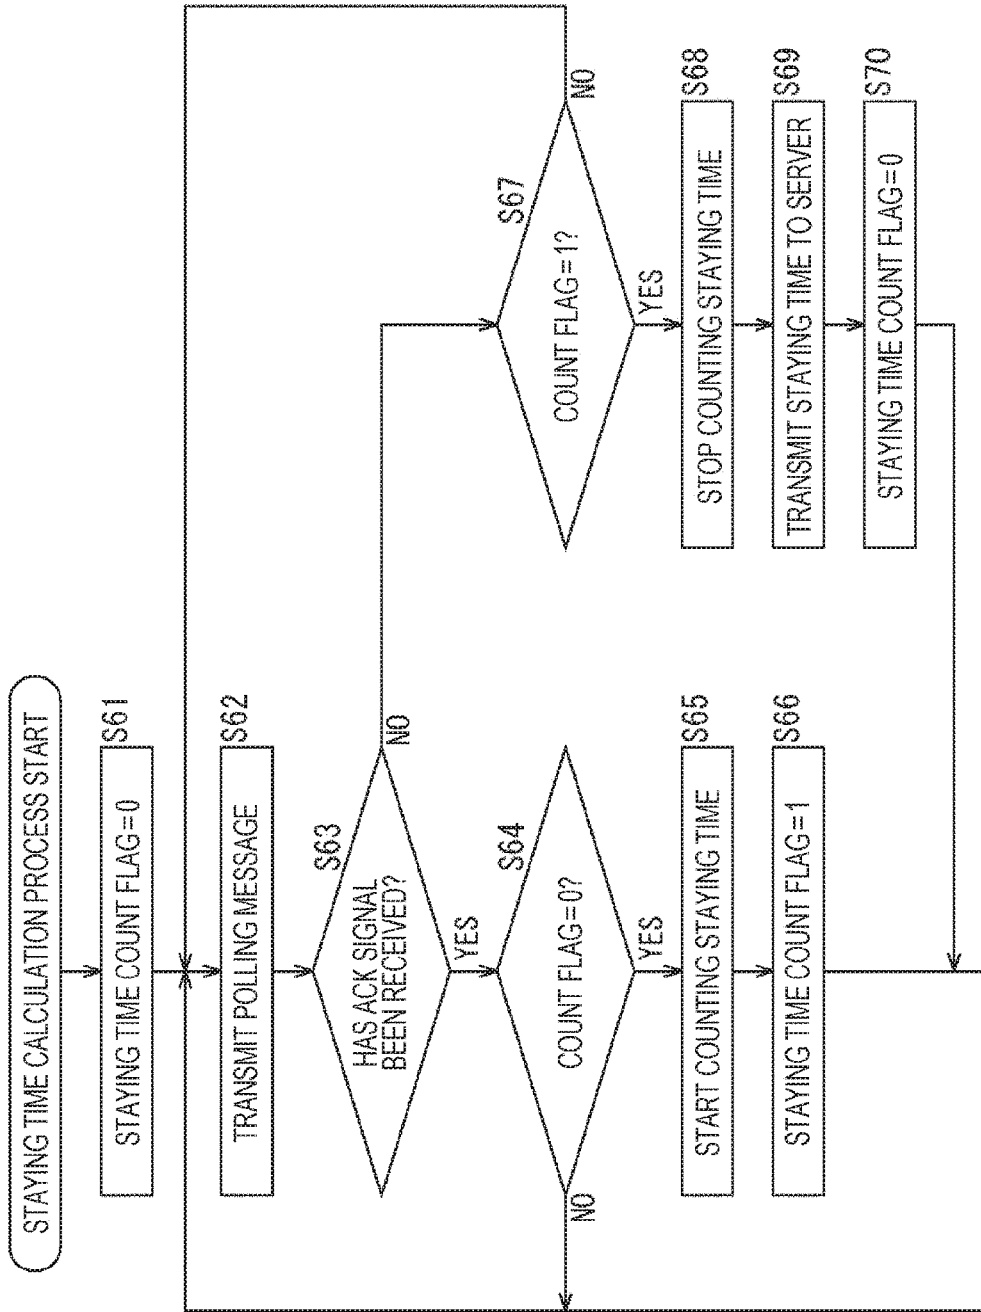 STAYING TIME CALCULATION PROCESS START
S61
STAYING TIME COUNT FLAG=0
S62
TRANSMIT POLLING MESSAGE
S63
HAS ACK SIGNAL
BEEN RECEIVED?
NO
YES
S64
COUNT FLAG=0?
NO
YES
S65
START COUNTING STAYING TIME
S66
STAYING TIME COUNT FLAG=1
S67
COUNT FLAG=1?
NO
YES
S68
STOP COUNTING STAYING TIME
S69
TRANSMIT STAYING TIME TO SERVER
S70
STAYING TIME COUNT FLAG=0